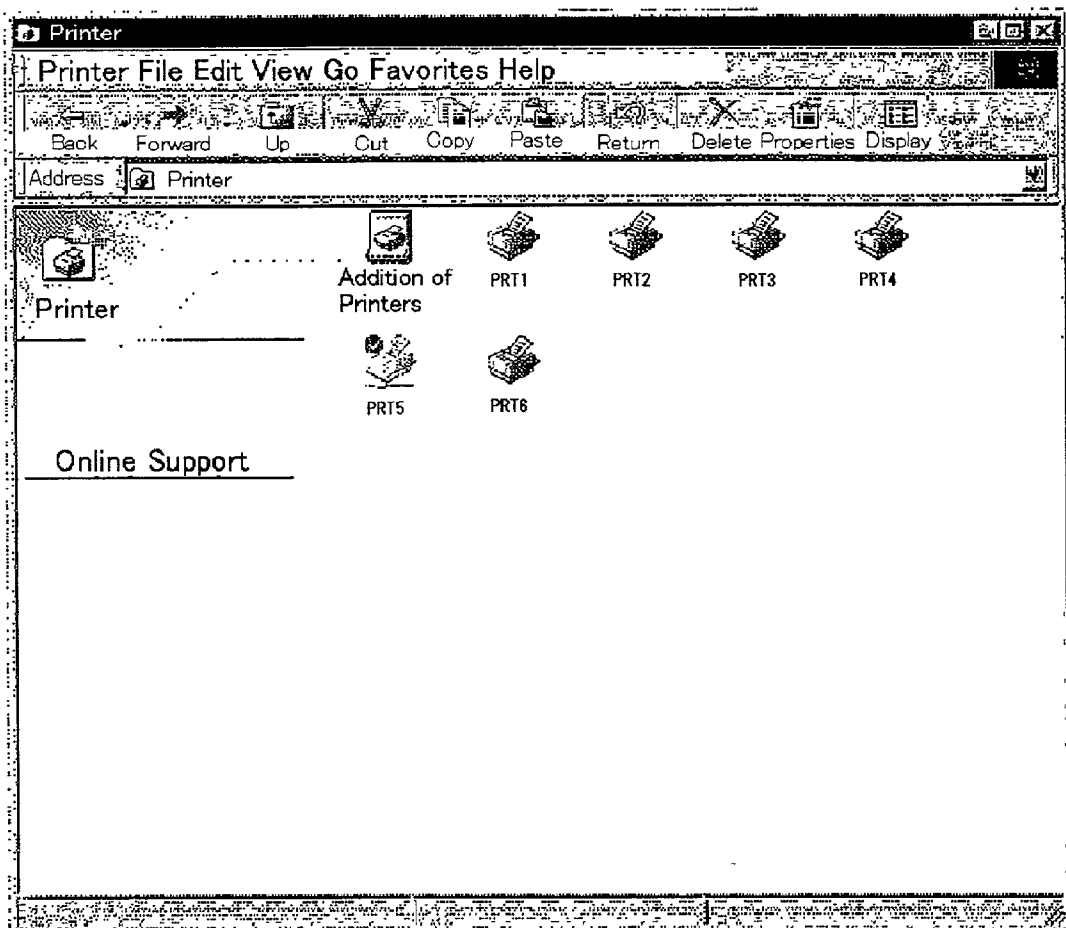 Printer
Printer File Edit View Go Favorites Help
Back Forward Up Cut Copy Paste Return Delete Properties Display
Address Printer
Printer
Addition of
Printers
PRT1 PRT2 PRT3 PRT4
PRT5 PRT6
Online Support